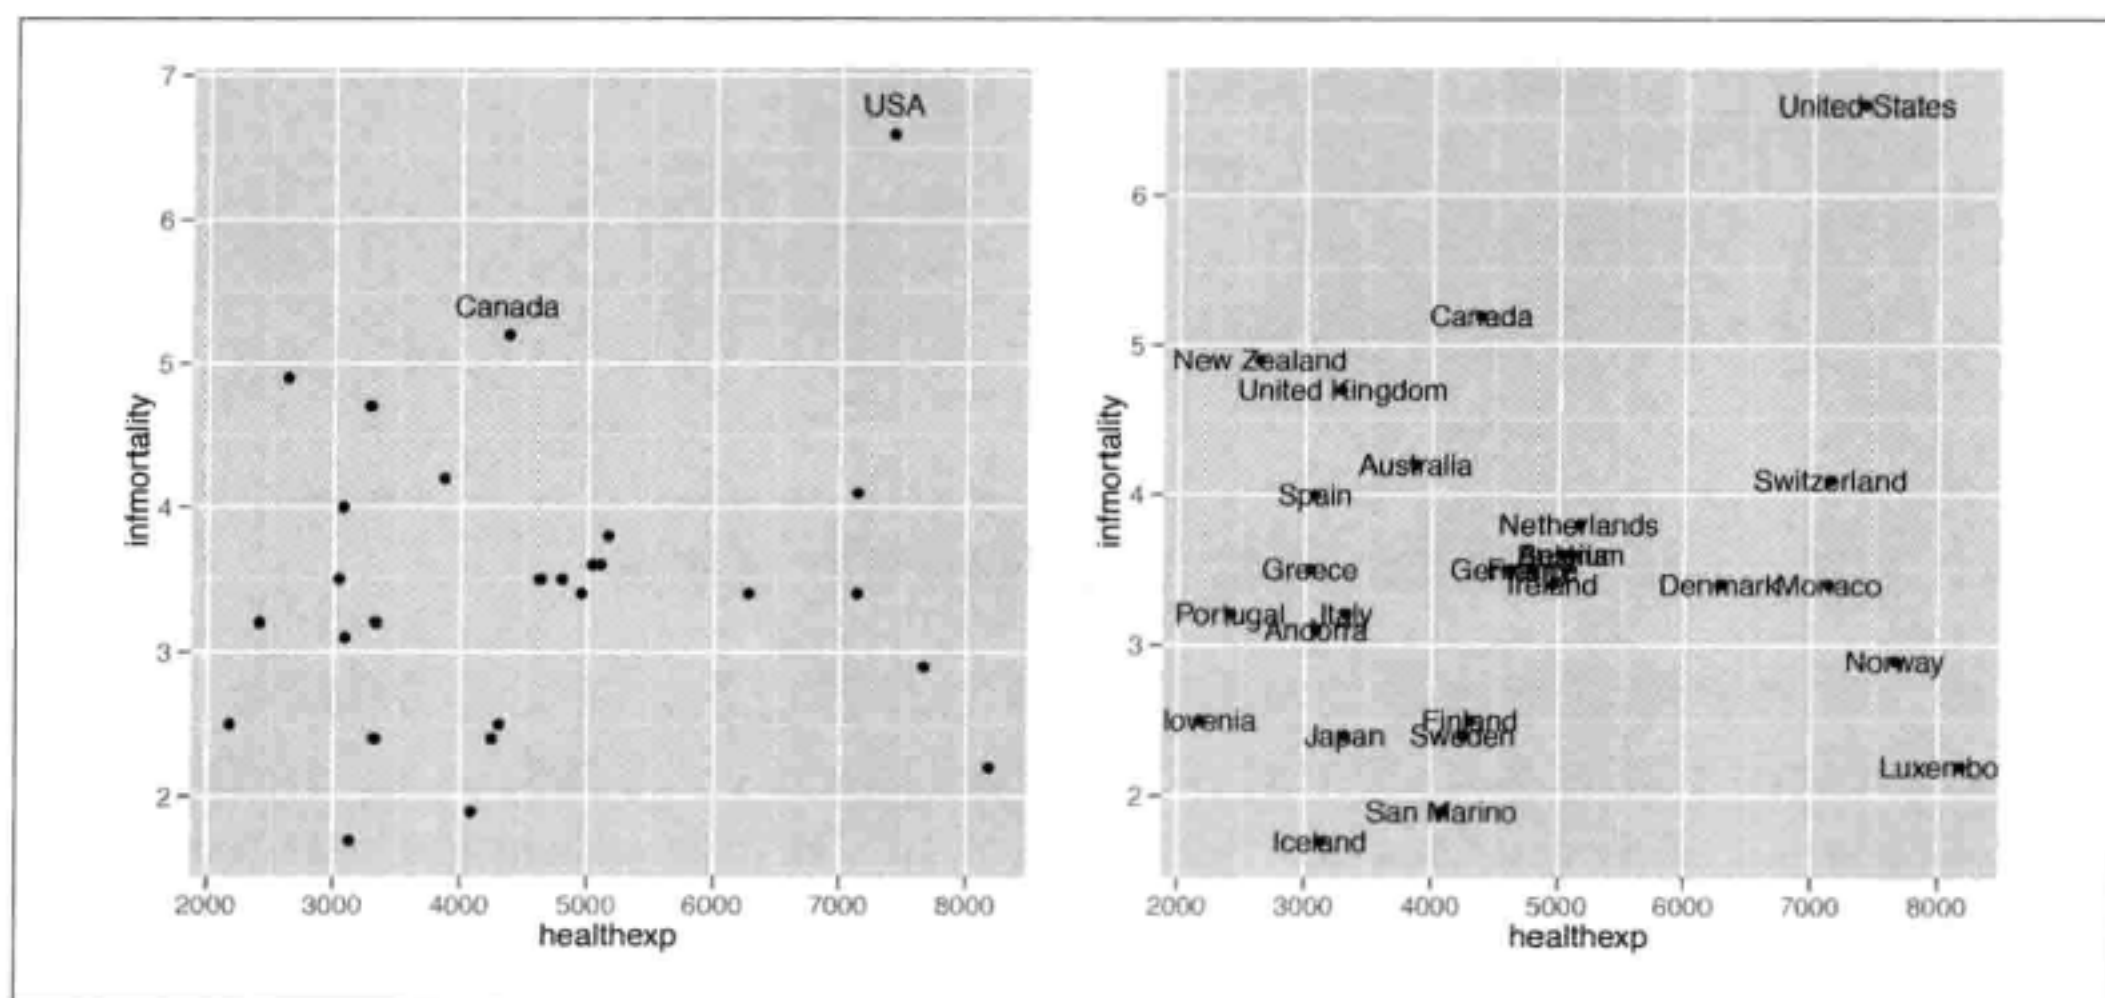 7
USA
6
Canada
5
4
3
2
infmortality
2000 3000 4000 5000 6000 7000 8000
healthexp
United States
6
Canada
5
New Zealand
United Kingdom
Australia
Switzerland
Spain
4
Netherlands
Greece
Ireland
Denmark Monaco
Portugal Italy
Andorra
3
Norway
lovenia
Finland
Japan Sweden
Luxembo
2
San Marino
Iceland
infmortality
2000 3000 4000 5000 6000 7000 8000
healthexp